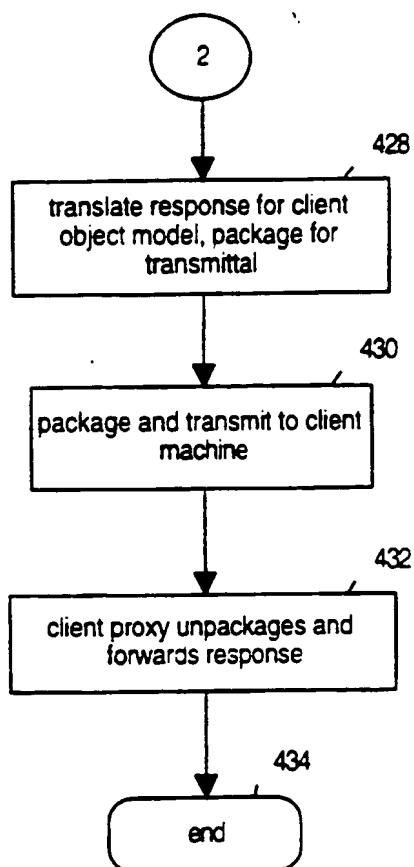 2
428
translate response for client
object model, package for
transmittal
430
package and transmit to client
machine
432
client proxy unpackages and
forwards response
434
end